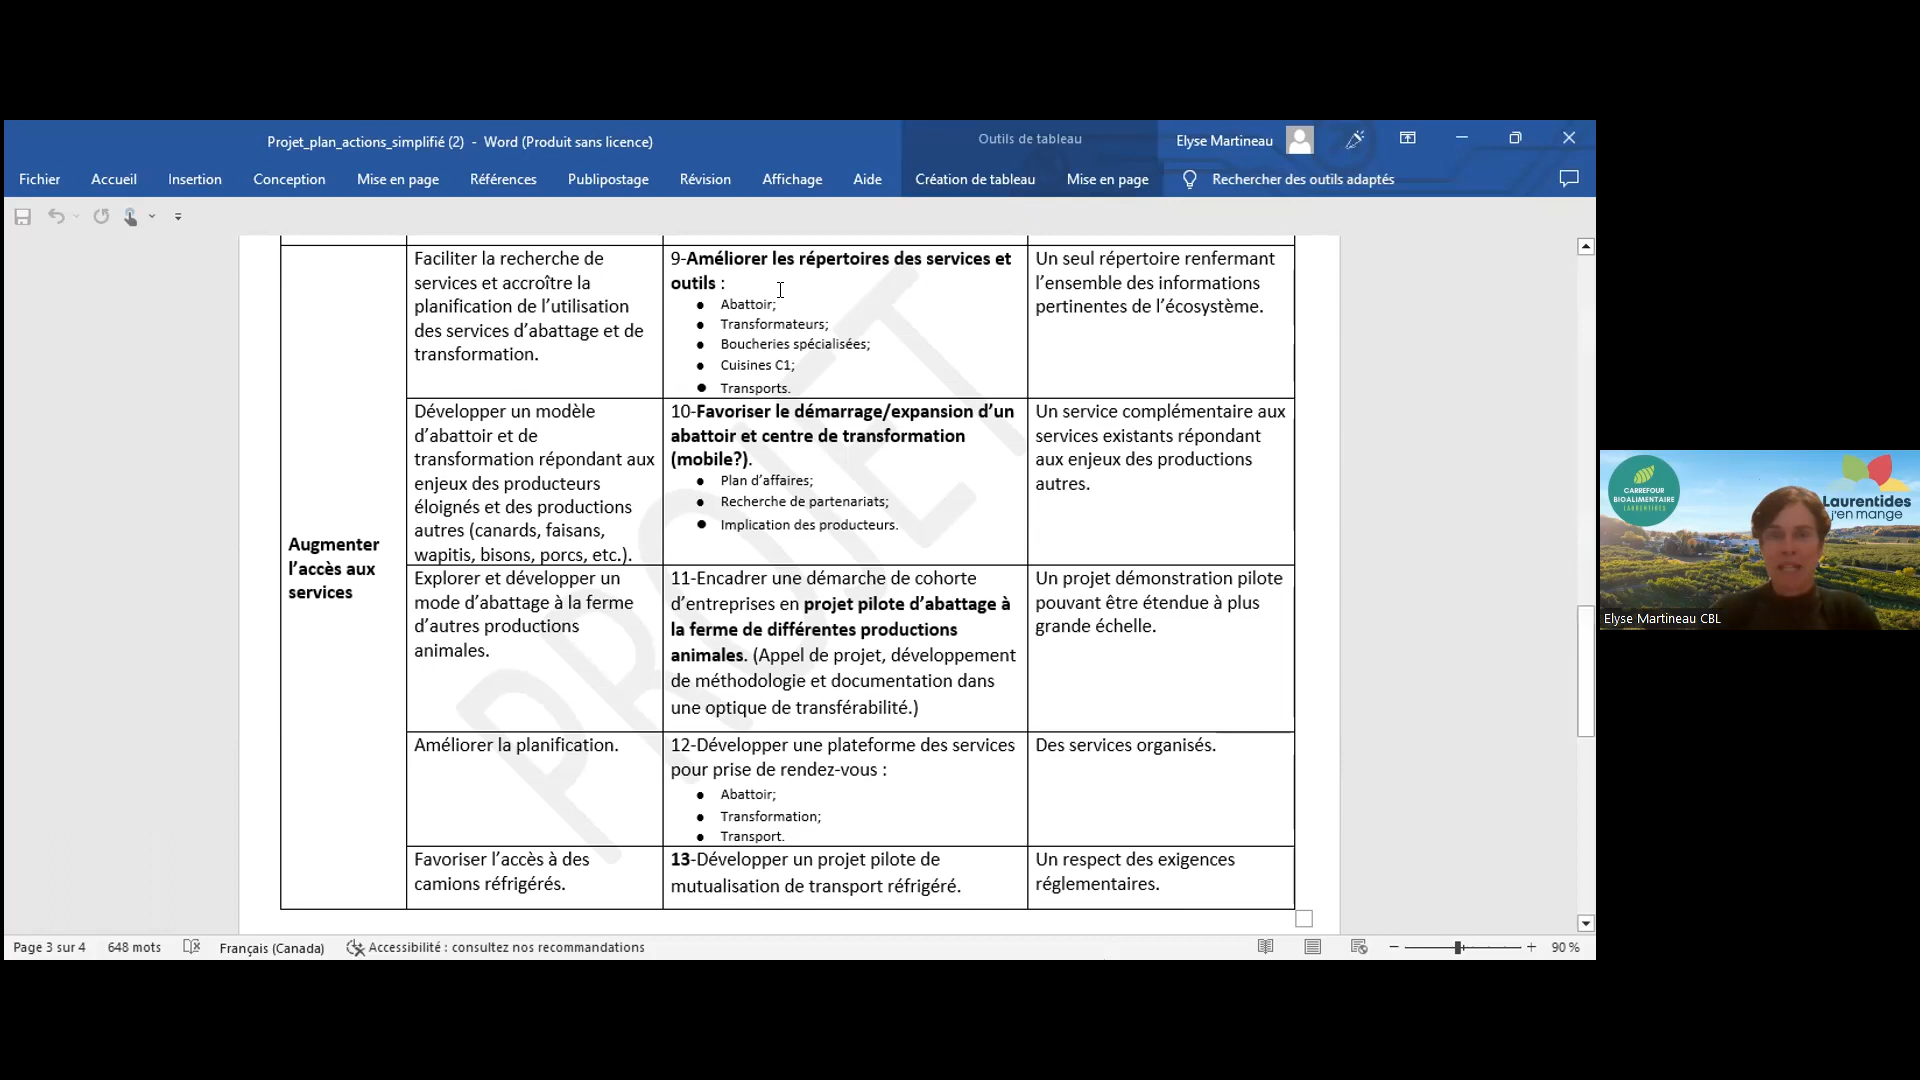 Projet_plan_actions_simplifié (2) - Word (Produit sans licence)
Outils de tableau
Elyse Martineau
Fichier
Accueil
Insertion
Conception
Mise en page
Références
Publipostage
Révision
Affichage
Aide
Création de tableau
Mise en page
Rechercher des outils adaptés
Augmenter
l’accès aux
services
Faciliter la recherche de
services et accroître la
planification de l’utilisation
des services d’abattage et de
transformation.
9-Améliorer les répertoires des services et
outils :
● Abattoir;
● Transformateurs;
● Boucheries spécialisées;
● Cuisines C1;
● Transports.
Un seul répertoire renfermant
l’ensemble des informations
pertinentes de l’écosystème.
Développer un modèle
d’abattoir et de
transformation répondant aux
enjeux des producteurs
éloignés et des productions
autres (canards, faisans,
wapitis, bisons, porcs, etc.).
10-Favoriser le démarrage/expansion d’un
abattoir et centre de transformation
(mobile?).
● Plan d’affaires;
● Recherche de partenariats;
● Implication des producteurs.
Un service complémentaire aux
services existants répondant
aux enjeux des productions
autres.
Explorer et développer un
mode d’abattage à la ferme
d’autres productions
animales.
11-Encadrer une démarche de cohorte
d’entreprises en projet pilote d’abattage à
la ferme de différentes productions
animales. (Appel de projet, développement
de méthodologie et documentation dans
une optique de transférabilité.)
Un projet démonstration pilote
pouvant être étendue à plus
grande échelle.
Améliorer la planification.
12-Développer une plateforme des services
pour prise de rendez-vous :
● Abattoir;
● Transformation;
● Transport.
Des services organisés.
Favoriser l’accès à des
camions réfrigérés.
13-Développer un projet pilote de
mutualisation de transport réfrigéré.
Un respect des exigences
réglementaires.
PROJET
Page 3 sur 4
648 mots
Français (Canada)
Accessibilité : consultez nos recommandations
90 %
CARREFOUR
BIOALIMENTAIRE
LAURENTIDES
Laurentides
j’en mange
Elyse Martineau CBL